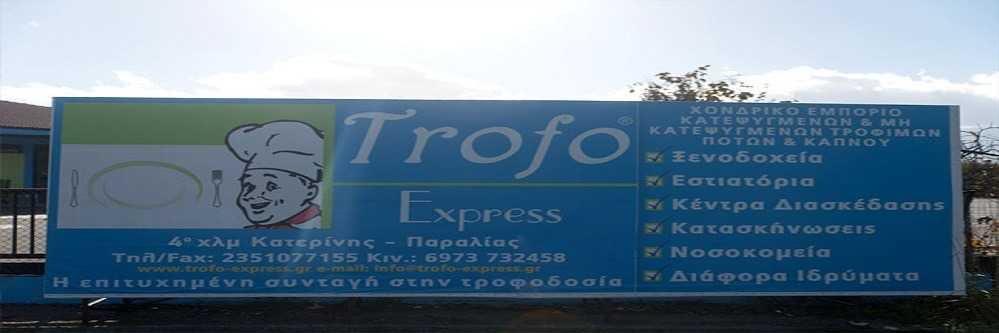 Trofo®
Express
4ο χλμ Κατερίνης - Παραλίας
Τηλ/Fax: 2351077155 Κιν.: 6973 732458
www.trofo-express.gr e-mail: info@trofo-express.gr
Η επιτυχημένη συνταγή στην τροφοδοσία
ΧΟΝΔΡΙΚΟ ΕΜΠΟΡΙΟ
ΚΑΤΕΨΥΓΜΕΝΩΝ & ΜΗ
ΚΑΤΕΨΥΓΜΕΝΩΝ ΤΡΟΦΙΜΩΝ
ΠΟΤΩΝ & ΚΑΠΝΟΥ
Ξενοδοχεία
Εστιατόρια
Κέντρα Διασκέδασης
Κατασκήνωσεις
Νοσοκομεία
Διάφορα Ιδρύματα